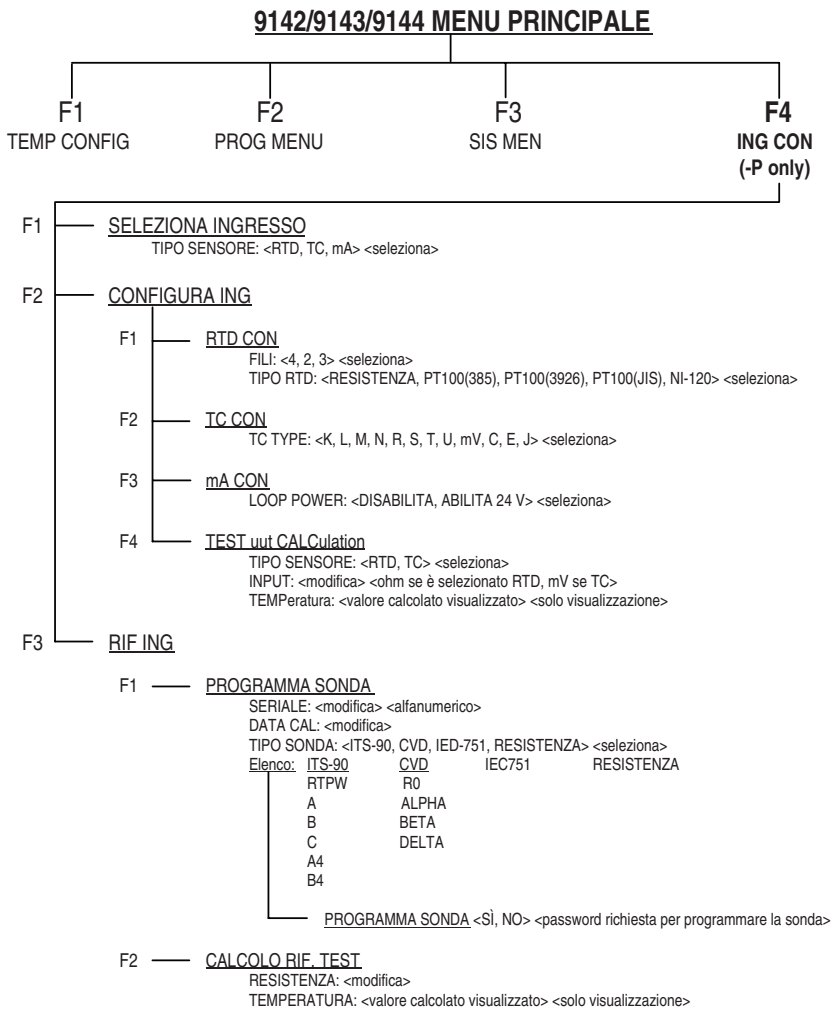 9142/9143/9144 MENU PRINCIPALE
F1 F2 F3 F4
TEMP CONFIG PROG MENU SIS MEN ING CON
(-P only)
F1 SELEZIONA INGRESSO
TIPO SENSORE: <RTD, TC, mA> <seleziona>
F2 CONFIGURA ING
F1 RTD CON
FILI: <4, 2, 3> <seleziona>
TIPO RTD: <RESISTENZA, PT100(385), PT100(3926), PT100(JIS), NI-120> <seleziona>
F2 TC CON
TC TYPE: <K, L, M, N, R, S, T, U, mV, C, E, J> <seleziona>
F3 mA CON
LOOP POWER: <DISABILITA, ABILITA 24 V> <seleziona>
F4 TEST uut CALCulation
TIPO SENSORE: <RTD, TC> <seleziona>
INPUT: <modifica> <ohm se è selezionato RTD, mV se TC>
TEMPeratura: <valore calcolato visualizzato> <solo visualizzazione>
F3 RIF ING
F1 PROGRAMMA SONDA
SERIALE: <modifica> <alfanumerico>
DATA CAL: <modifica>
TIPO SONDA: <ITS-90, CVD, IED-751, RESISTENZA> <seleziona>
Elenco: ITS-90 CVD IEC751 RESISTENZA
RTPW R0
A ALPHA
B BETA
C DELTA
A4
B4
PROGRAMMA SONDA <SÌ, NO> <password richiesta per programmare la sonda>
F2 CALCOLO RIF. TEST
RESISTENZA: <modifica>
TEMPERATURA: <valore calcolato visualizzato> <solo visualizzazione>